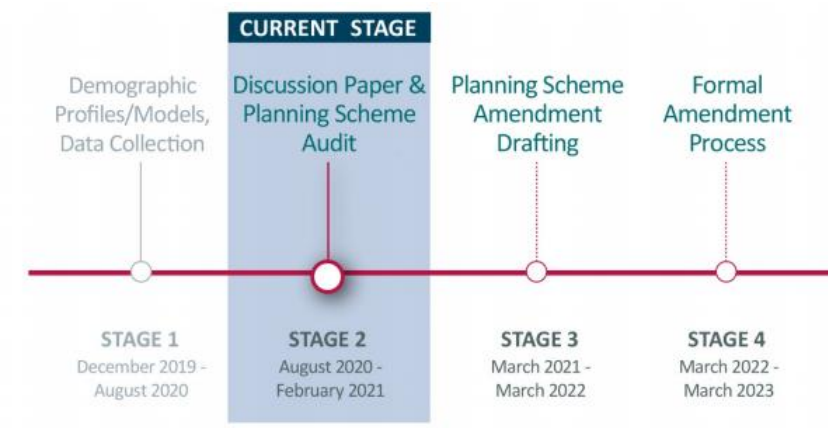 CURRENT STAGE
Demographic
Profiles/Models,
Data Collection
Discussion Paper &
Planning Scheme
Audit
Planning Scheme
Amendment
Drafting
Formal
Amendment
Process
STAGE 1
December 2019 -
August 2020
STAGE 2
August 2020 -
February 2021
STAGE 3
March 2021 -
March 2022
STAGE 4
March 2022 -
March 2023